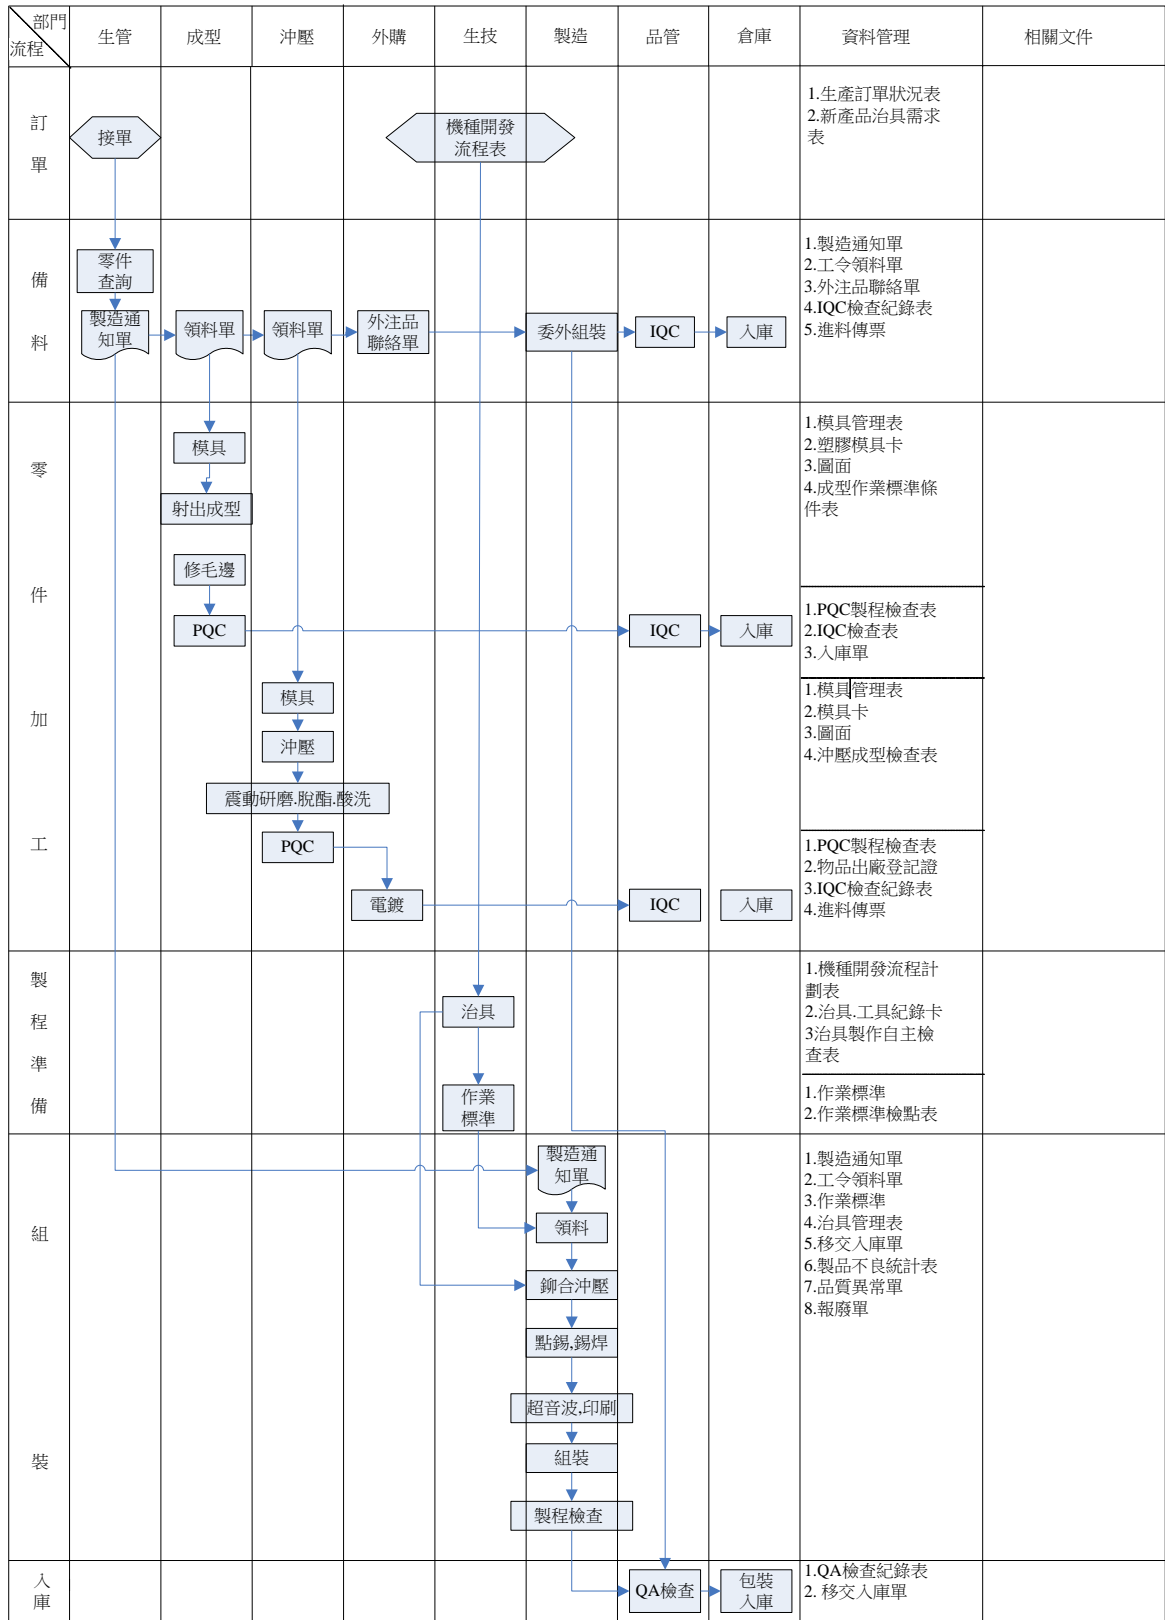 部門
流程
生管
成型
沖壓
外購
生技
製造
品管
倉庫
資料管理
相關文件
訂
單
接單
機種開發
流程表
1.生產訂單狀況表
2.新產品治具需求
表
備
料
零件
查詢
製造通
知單
領料單
領料單
外注品
聯絡單
委外組裝
IQC
入庫
1.製造通知單
2.工令領料單
3.外注品聯絡單
4.IQC檢查紀錄表
5.進料傳票
零
件
加
工
模具
射出成型
修毛邊
PQC
IQC
入庫
1.模具管理表
2.塑膠模具卡
3.圖面
4.成型作業標準條
件表
1.PQC製程檢查表
2.IQC檢查表
3.入庫單
模具
沖壓
震動研磨.脫酯.酸洗
PQC
電鍍
IQC
入庫
1.模具管理表
2.模具卡
3.圖面
4.沖壓成型檢查表
1.PQC製程檢查表
2.物品出廠登記證
3.IQC檢查紀錄表
4.進料傳票
製
程
準
備
治具
作業
標準
1.機種開發流程計
劃表
2.治具.工具紀錄卡
3治具製作自主檢
查表
1.作業標準
2.作業標準檢點表
組
裝
製造通
知單
領料
鉚合沖壓
點錫,錫焊
超音波,印刷
組裝
製程檢查
1.製造通知單
2.工令領料單
3.作業標準
4.治具管理表
5.移交入庫單
6.製品不良統計表
7.品質異常單
8.報廢單
入
庫
QA檢查
包裝
入庫
1.QA檢查紀錄表
2. 移交入庫單